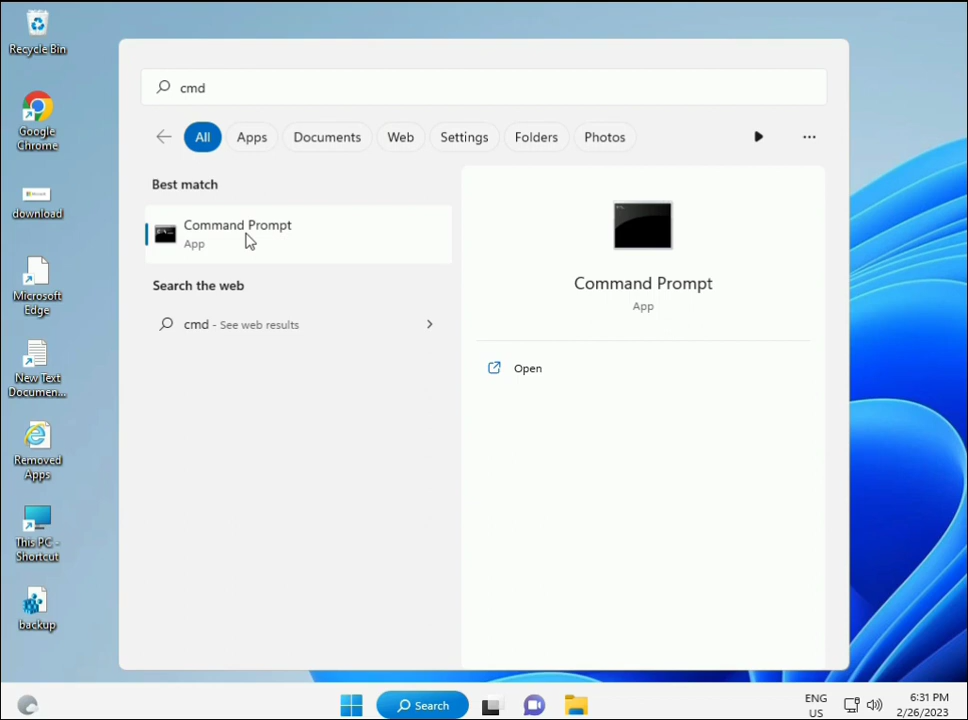 Recycle Bin
Google
Chrome
download
Microsoft
Edge
New Text
Documen...
Removed
Apps
This PC -
Shortcut
backup
cmd
All
Apps
Documents
Web
Settings
Folders
Photos
Best match
Command Prompt
App
Search the web
cmd - See web results
Command Prompt
App
Open
Search
ENG
US
6:31 PM
2/26/2023